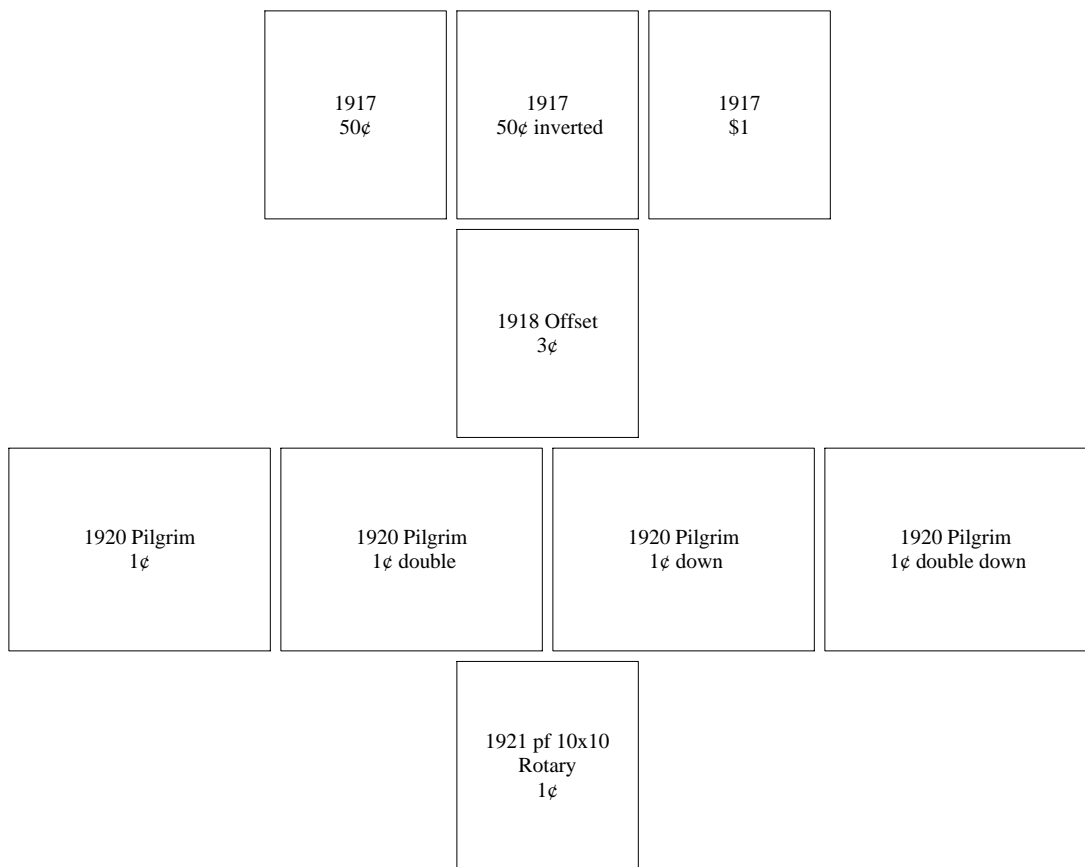 1917
50¢
1917
50¢ inverted
1917
$1
1918 Offset
3¢
1920 Pilgrim
1¢
1920 Pilgrim
1¢ double
1920 Pilgrim
1¢ down
1920 Pilgrim
1¢ double down
1921 pf 10x10
Rotary
1¢